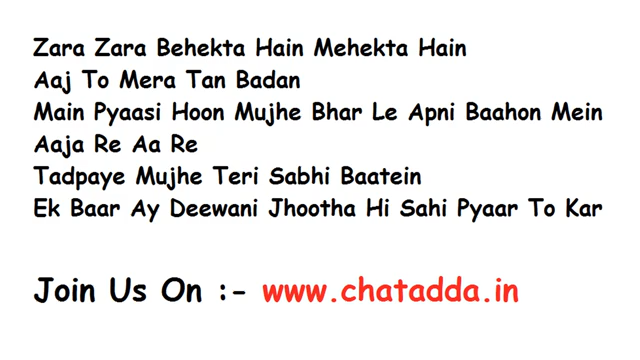 Zara Zara Behekta Hain Mehekta Hain
Aaj To Mera Tan Badan
Main Pyaasi Hoon Mujhe Bhar Le Apni Baahon Mein
Aaja Re Aa Re
Tadpaye Mujhe Teri Sabhi Baatein
Ek Baar Ay Deewani Jhootha Hi Sahi Pyaar To Kar
Join Us On :- www.chatadda.in